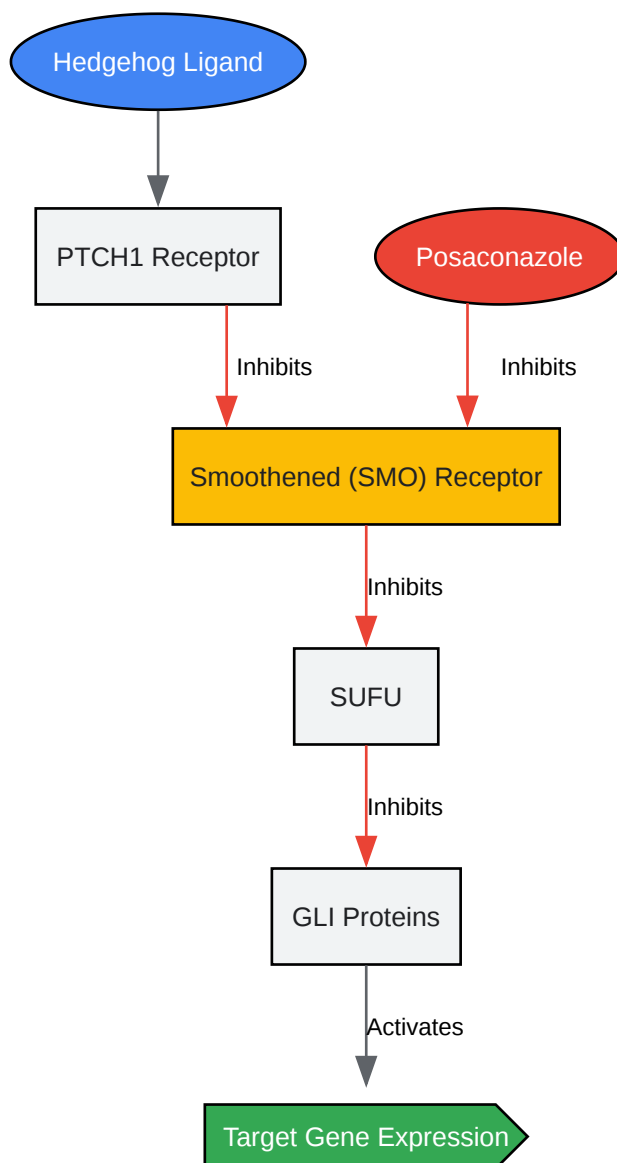 Hedgehog Ligand
PTCH1 Receptor
Posaconazole
Inhibits
Inhibits
Smoothened (SMO) Receptor
Inhibits
SUFU
Inhibits
GLI Proteins
Activates
Target Gene Expression